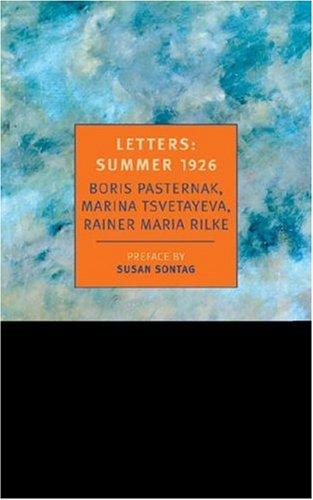 LETTERS:
SUMMER 1926
BORIS PASTERNAK,
MARINA TSVETAYEVA,
RAINER MARIA RILKE
PREFACE BY
SUSAN SONTAG